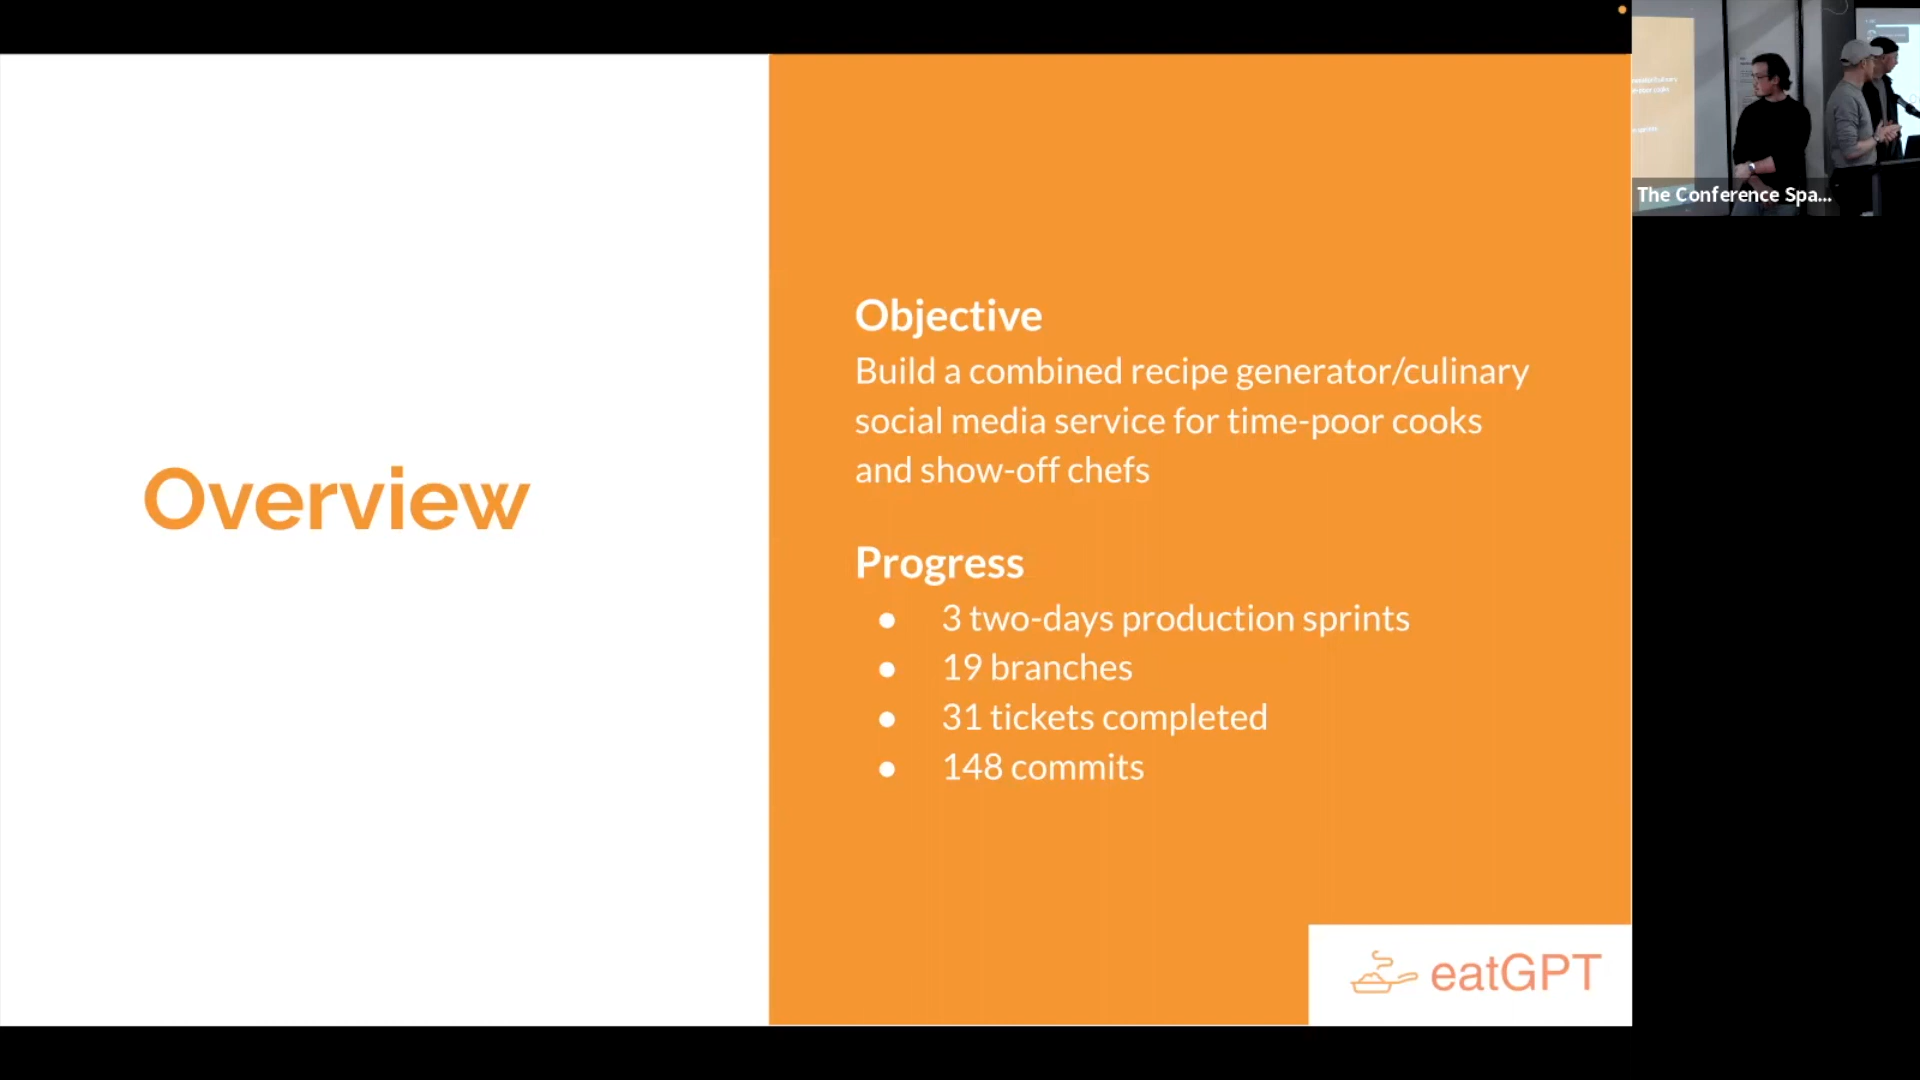 Overview
Objective
Build a combined recipe generator/culinary
social media service for time-poor cooks
and show-off chefs
Progress
● 3 two-days production sprints
● 19 branches
● 31 tickets completed
● 148 commits
eatGPT
The Conference Spa...